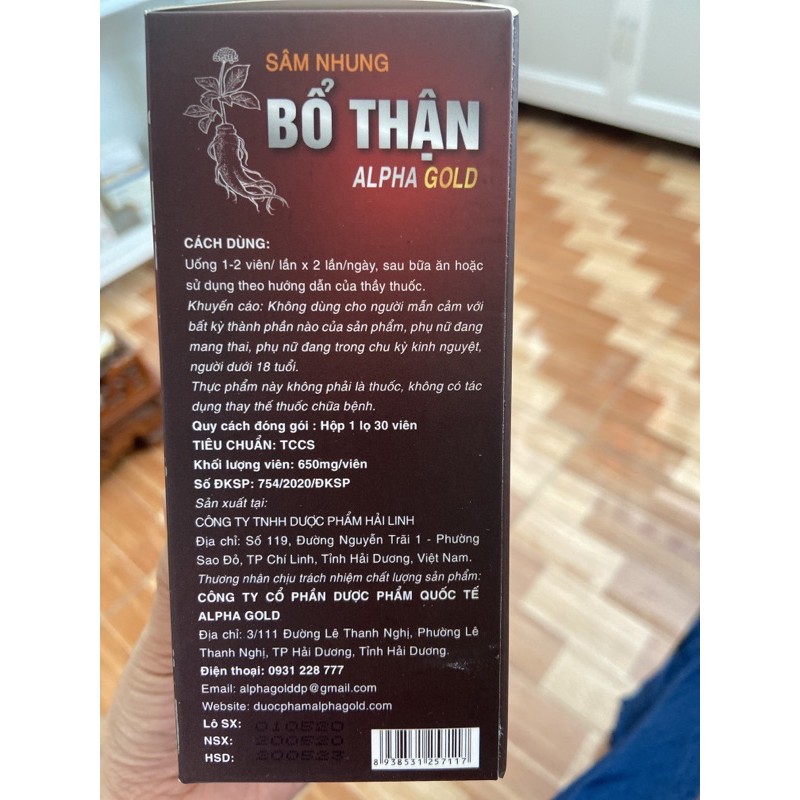 SÂM NHUNG
BỔ THẬN
ALPHA GOLD
CÁCH DÙNG:
Uống 1-2 viên/ lần x 2 lần/ngày, sau bữa ăn hoặc
sử dụng theo hướng dẫn của thầy thuốc.
Khuyến cáo: Không dùng cho người mẫn cảm với
bất kỳ thành phần nào của sản phẩm, phụ nữ đang
mang thai, phụ nữ đang trong chu kỳ kinh nguyệt,
người dưới 18 tuổi.
Thực phẩm này không phải là thuốc, không có tác
dụng thay thế thuốc chữa bệnh.
Quy cách đóng gói : Hộp 1 lọ 30 viên
TIÊU CHUẨN: TCCS
Khối lượng viên: 650mg/viên
Số ĐKSP: 754/2020/ĐKSP
Sản xuất tại:
CÔNG TY TNHH DƯỢC PHẨM HẢI LINH
Địa chỉ: Số 119, Đường Nguyễn Trãi 1 - Phường
Sao Đỏ, TP Chí Linh, Tỉnh Hải Dương, Việt Nam.
Thương nhân chịu trách nhiệm chất lượng sản phẩm:
CÔNG TY CỔ PHẦN DƯỢC PHẨM QUỐC TẾ
ALPHA GOLD
Địa chỉ: 3/111 Đường Lê Thanh Nghị, Phường Lê
Thanh Nghị, TP Hải Dương, Tỉnh Hải Dương.
Điện thoại: 0931 228 777
Email: alphagolddp@gmail.com
Website: duocphamalphagold.com
Lô SX: 010520
NSX: 200520
HSD: 200523
8 938531 257117